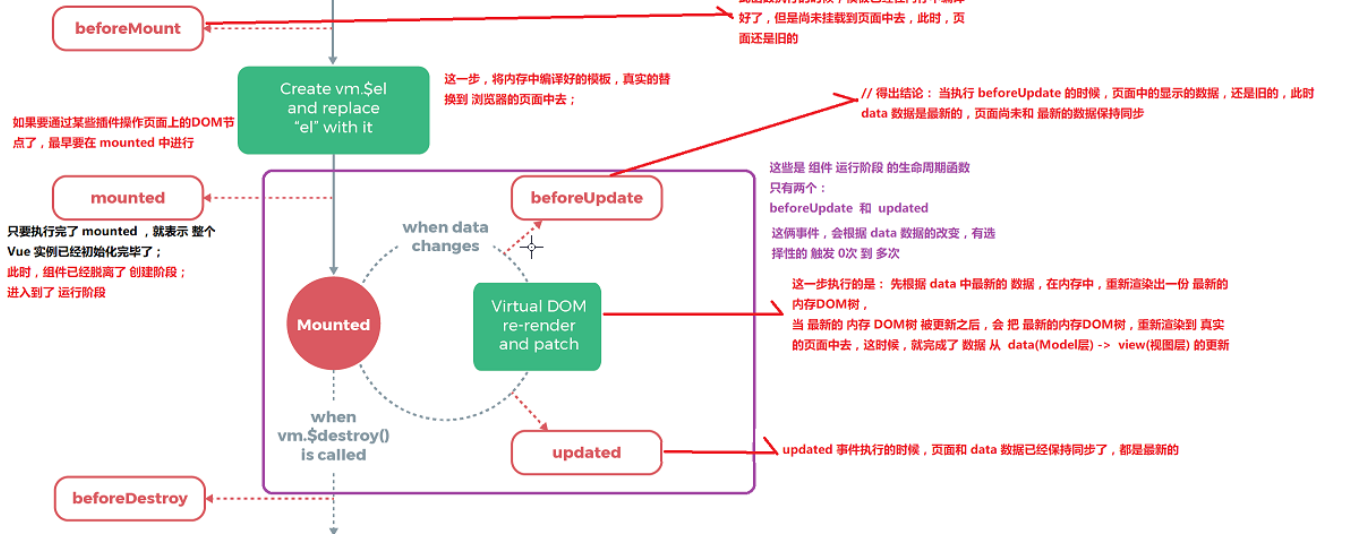 beforeMount
好了，但是尚未挂载到页面中去，此时，页
面还是旧的
Create vm.$el
and replace
“el” with it
这一步，将内存中编译好的模板，真实的替
换到 浏览器的页面中去；
如果要通过某些插件操作页面上的DOM节
点了，最早要在 mounted 中进行
// 得出结论： 当执行 beforeUpdate 的时候，页面中的显示的数据，还是旧的，此时
data 数据是最新的，页面尚未和 最新的数据保持同步
mounted
beforeUpdate
这些是 组件 运行阶段 的生命周期函数
只有两个：
beforeUpdate 和 updated
这俩事件，会根据 data 数据的改变，有选
择性的 触发 0次 到 多次
只要执行完了 mounted ，就表示 整个
Vue 实例已经初始化完毕了；
此时，组件已经脱离了 创建阶段；
进入到了 运行阶段
when data
changes
Mounted
Virtual DOM
re-render
and patch
这一步执行的是： 先根据 data 中最新的 数据，在内存中，重新渲染出一份 最新的
内存DOM树，
当 最新的 内存 DOM树 被更新之后，会 把 最新的内存DOM树，重新渲染到 真实
的页面中去，这时候，就完成了 数据 从 data(Model层) -> view(视图层) 的更新
when
vm.$destroy()
is called
updated
updated 事件执行的时候，页面和 data 数据已经保持同步了，都是最新的
beforeDestroy